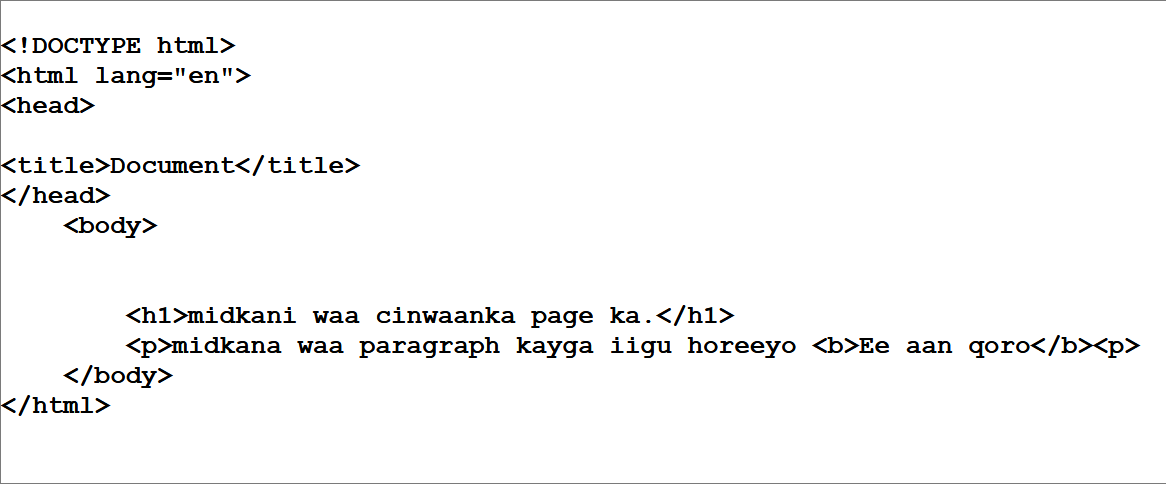 <!DOCTYPE html>
<html lang="en">
<head>
<title>Document</title>
</head>
<body>
<h1>midkani waa cinwaanka page ka.</h1>
<p>midkana waa paragraph kayga iigu horeeyo <b>Ee aan qoro</b><p>
</body>
</html>